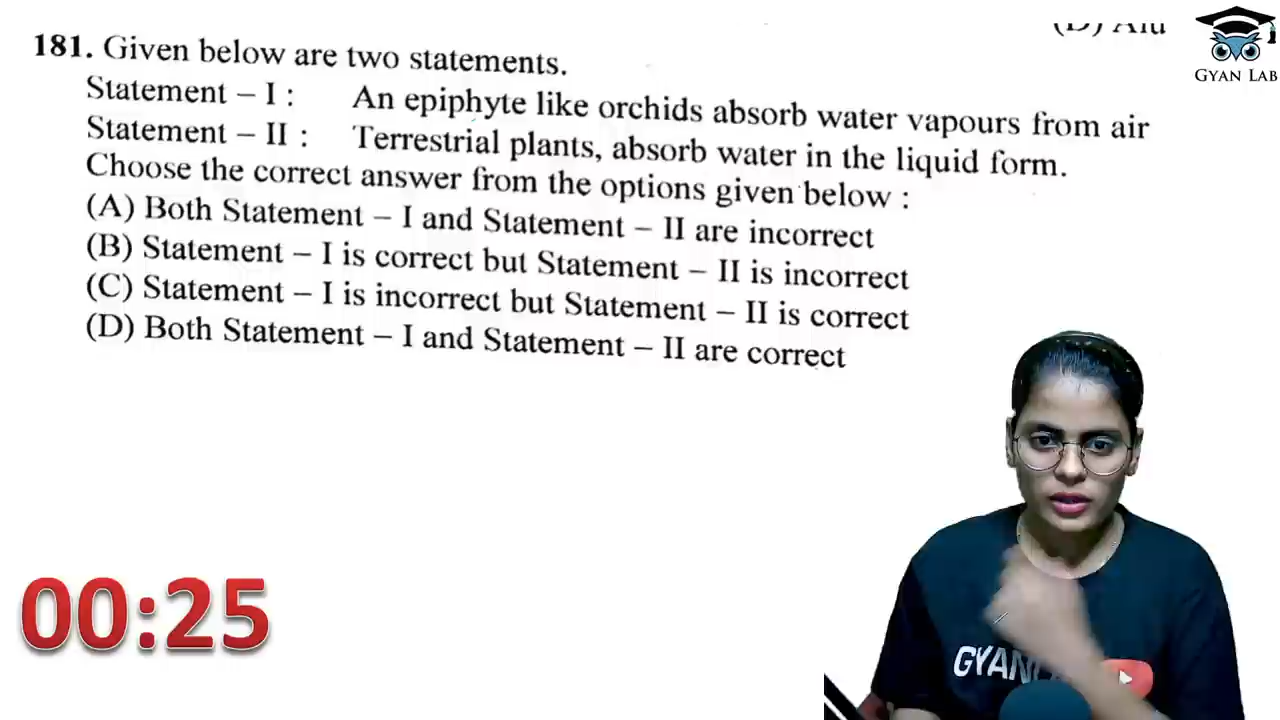 GYAN LAB
181. Given below are two statements.
Statement – I : An epiphyte like orchids absorb water vapours from air
Statement – II : Terrestrial plants, absorb water in the liquid form.
Choose the correct answer from the options given below :
(A) Both Statement – I and Statement – II are incorrect
(B) Statement – I is correct but Statement – II is incorrect
(C) Statement – I is incorrect but Statement – II is correct
(D) Both Statement – I and Statement – II are correct
00:25